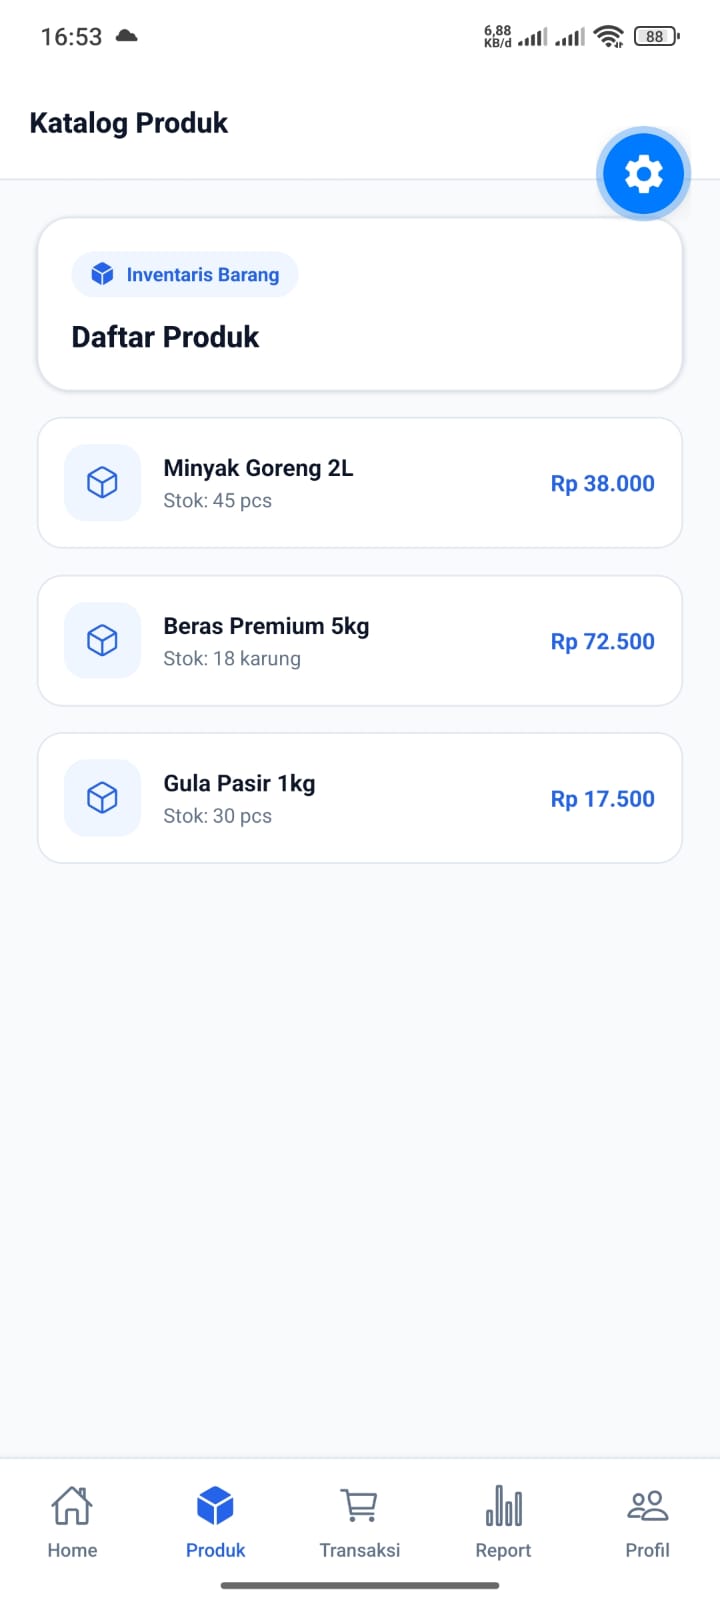 16:53
6,88
KB/d
88
Katalog Produk
Inventaris Barang
Daftar Produk
Minyak Goreng 2L
Stok: 45 pcs
Rp 38.000
Beras Premium 5kg
Stok: 18 karung
Rp 72.500
Gula Pasir 1kg
Stok: 30 pcs
Rp 17.500
Home
Produk
Transaksi
Report
Profil